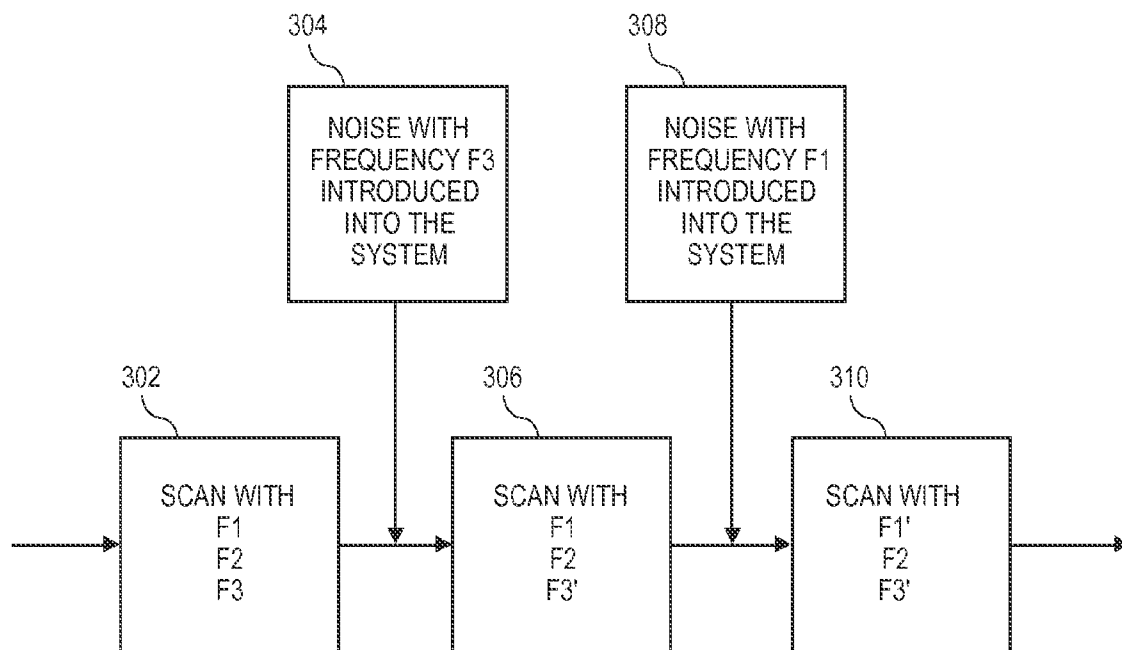 304
308
NOISE WITH
FREQUENCY F3
INTRODUCED
INTO THE
SYSTEM
NOISE WITH
FREQUENCY F1
INTRODUCED
INTO THE
SYSTEM
302
306
310
SCAN WITH
F1
F2
F3
SCAN WITH
F1
F2
F3'
SCAN WITH
F1'
F2
F3'